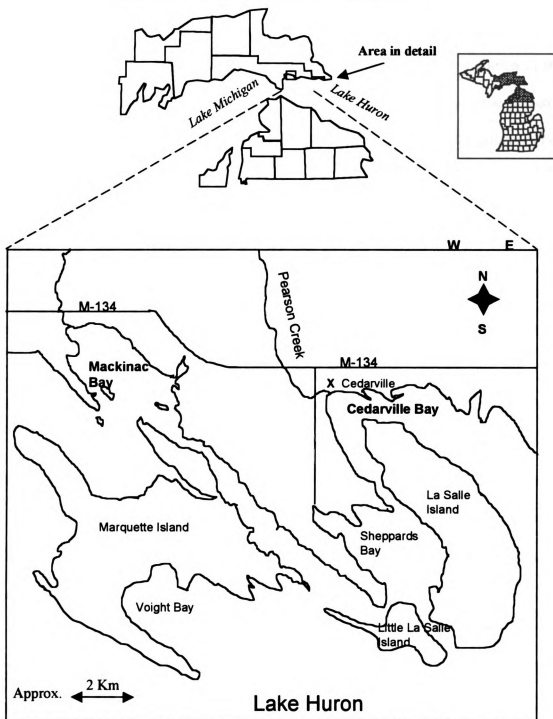 Area in detail
Lake Michigan
Lake Huron
W E
N
S
M-134
Pearson Creek
M-134
Mackinac
Bay
X Cedarville
Cedarville Bay
La Salle
Island
Marquette Island
Sheppards
Bay
Voight Bay
Little La Salle
Island
Approx. 2 Km
Lake Huron